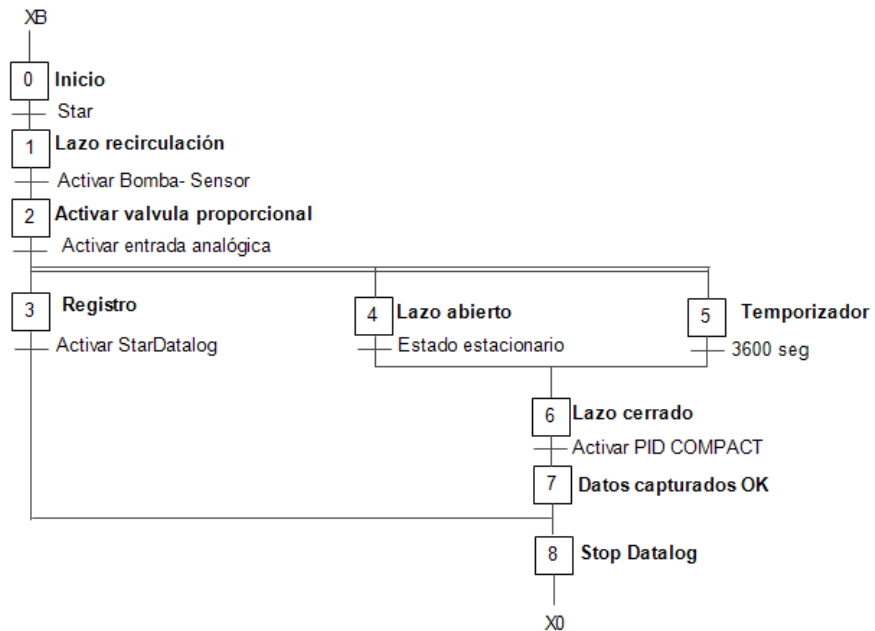 XB
0 Inicio
Star
1 Lazo recirculación
Activar Bomba- Sensor
2 Activar valvula proporcional
Activar entrada analógica
3 Registro
4 Lazo abierto
5 Temporizador
Activar StarDatalog
Estado estacionario
3600 seg
6 Lazo cerrado
Activar PID COMPACT
7 Datos capturados OK
8 Stop Datalog
X0